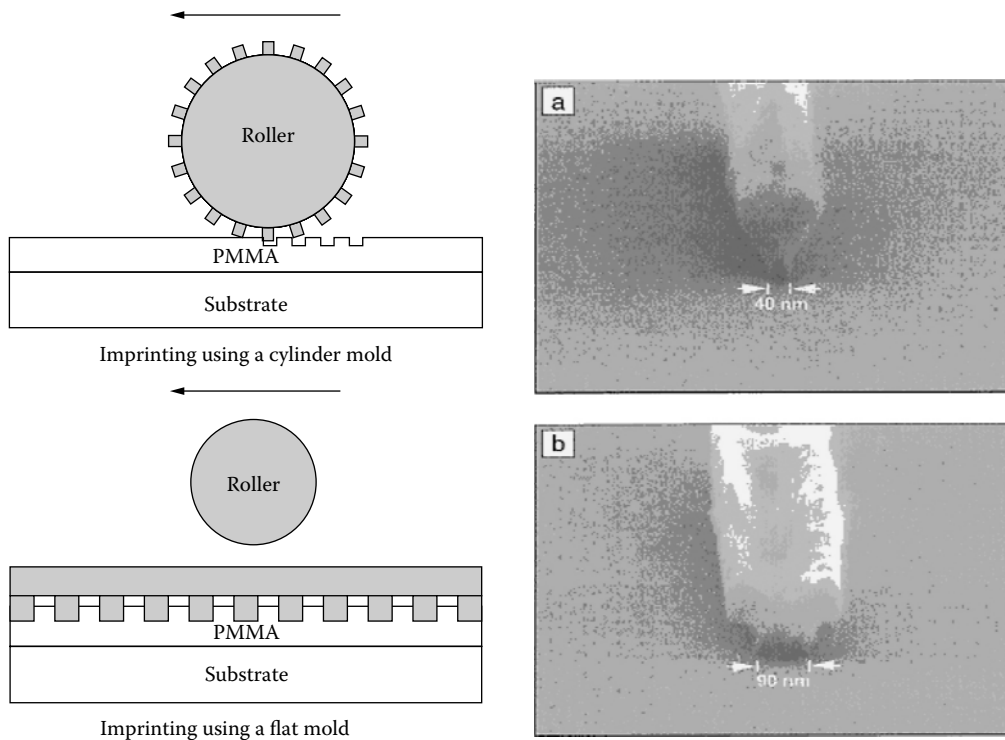 Roller
PMMA
Substrate
Imprinting using a cylinder mold
Roller
PMMA
Substrate
Imprinting using a flat mold
a
40 nm
b
90 nm